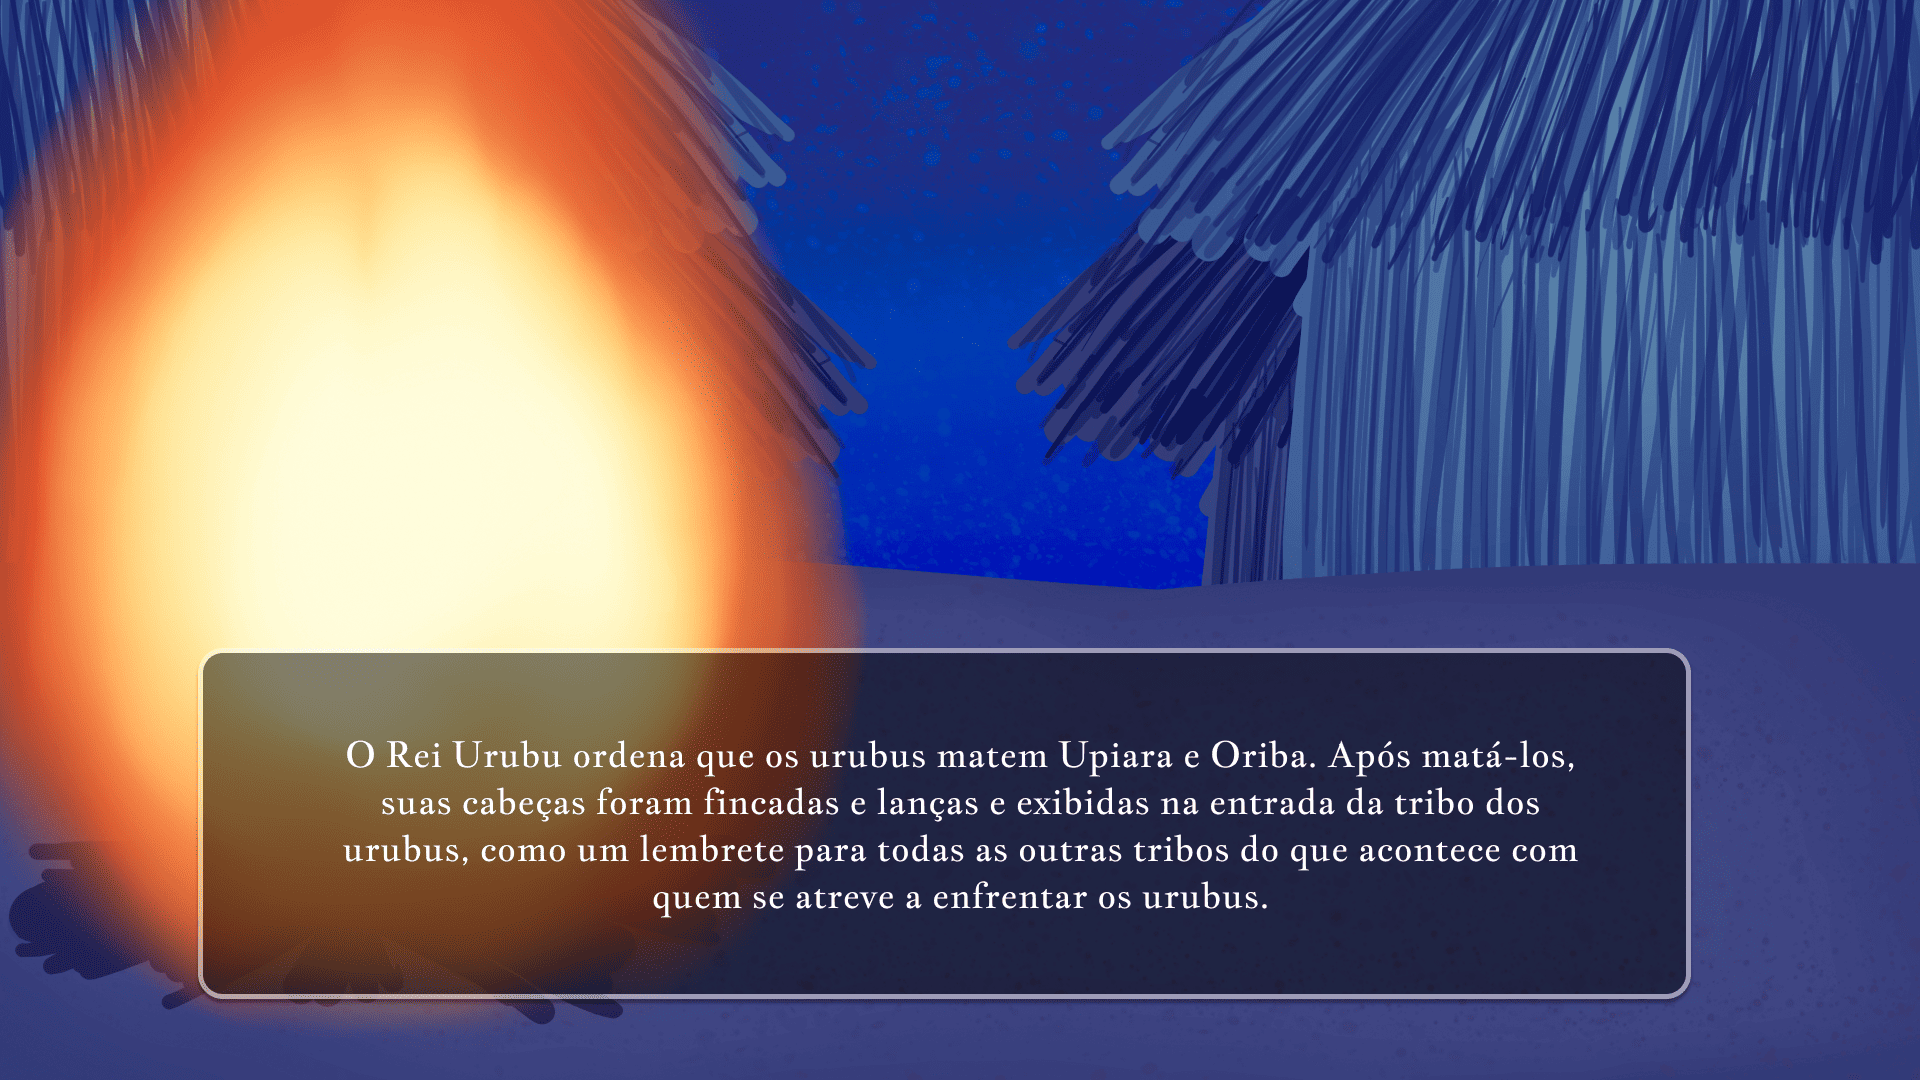 O Rei Urubu ordena que os urubus matem Upiara e Oriba. Após matá-los,
suas cabeças foram fincadas e lanças e exibidas na entrada da tribo dos
urubus, como um lembrete para todas as outras tribos do que acontece com
quem se atreve a enfrentar os urubus.